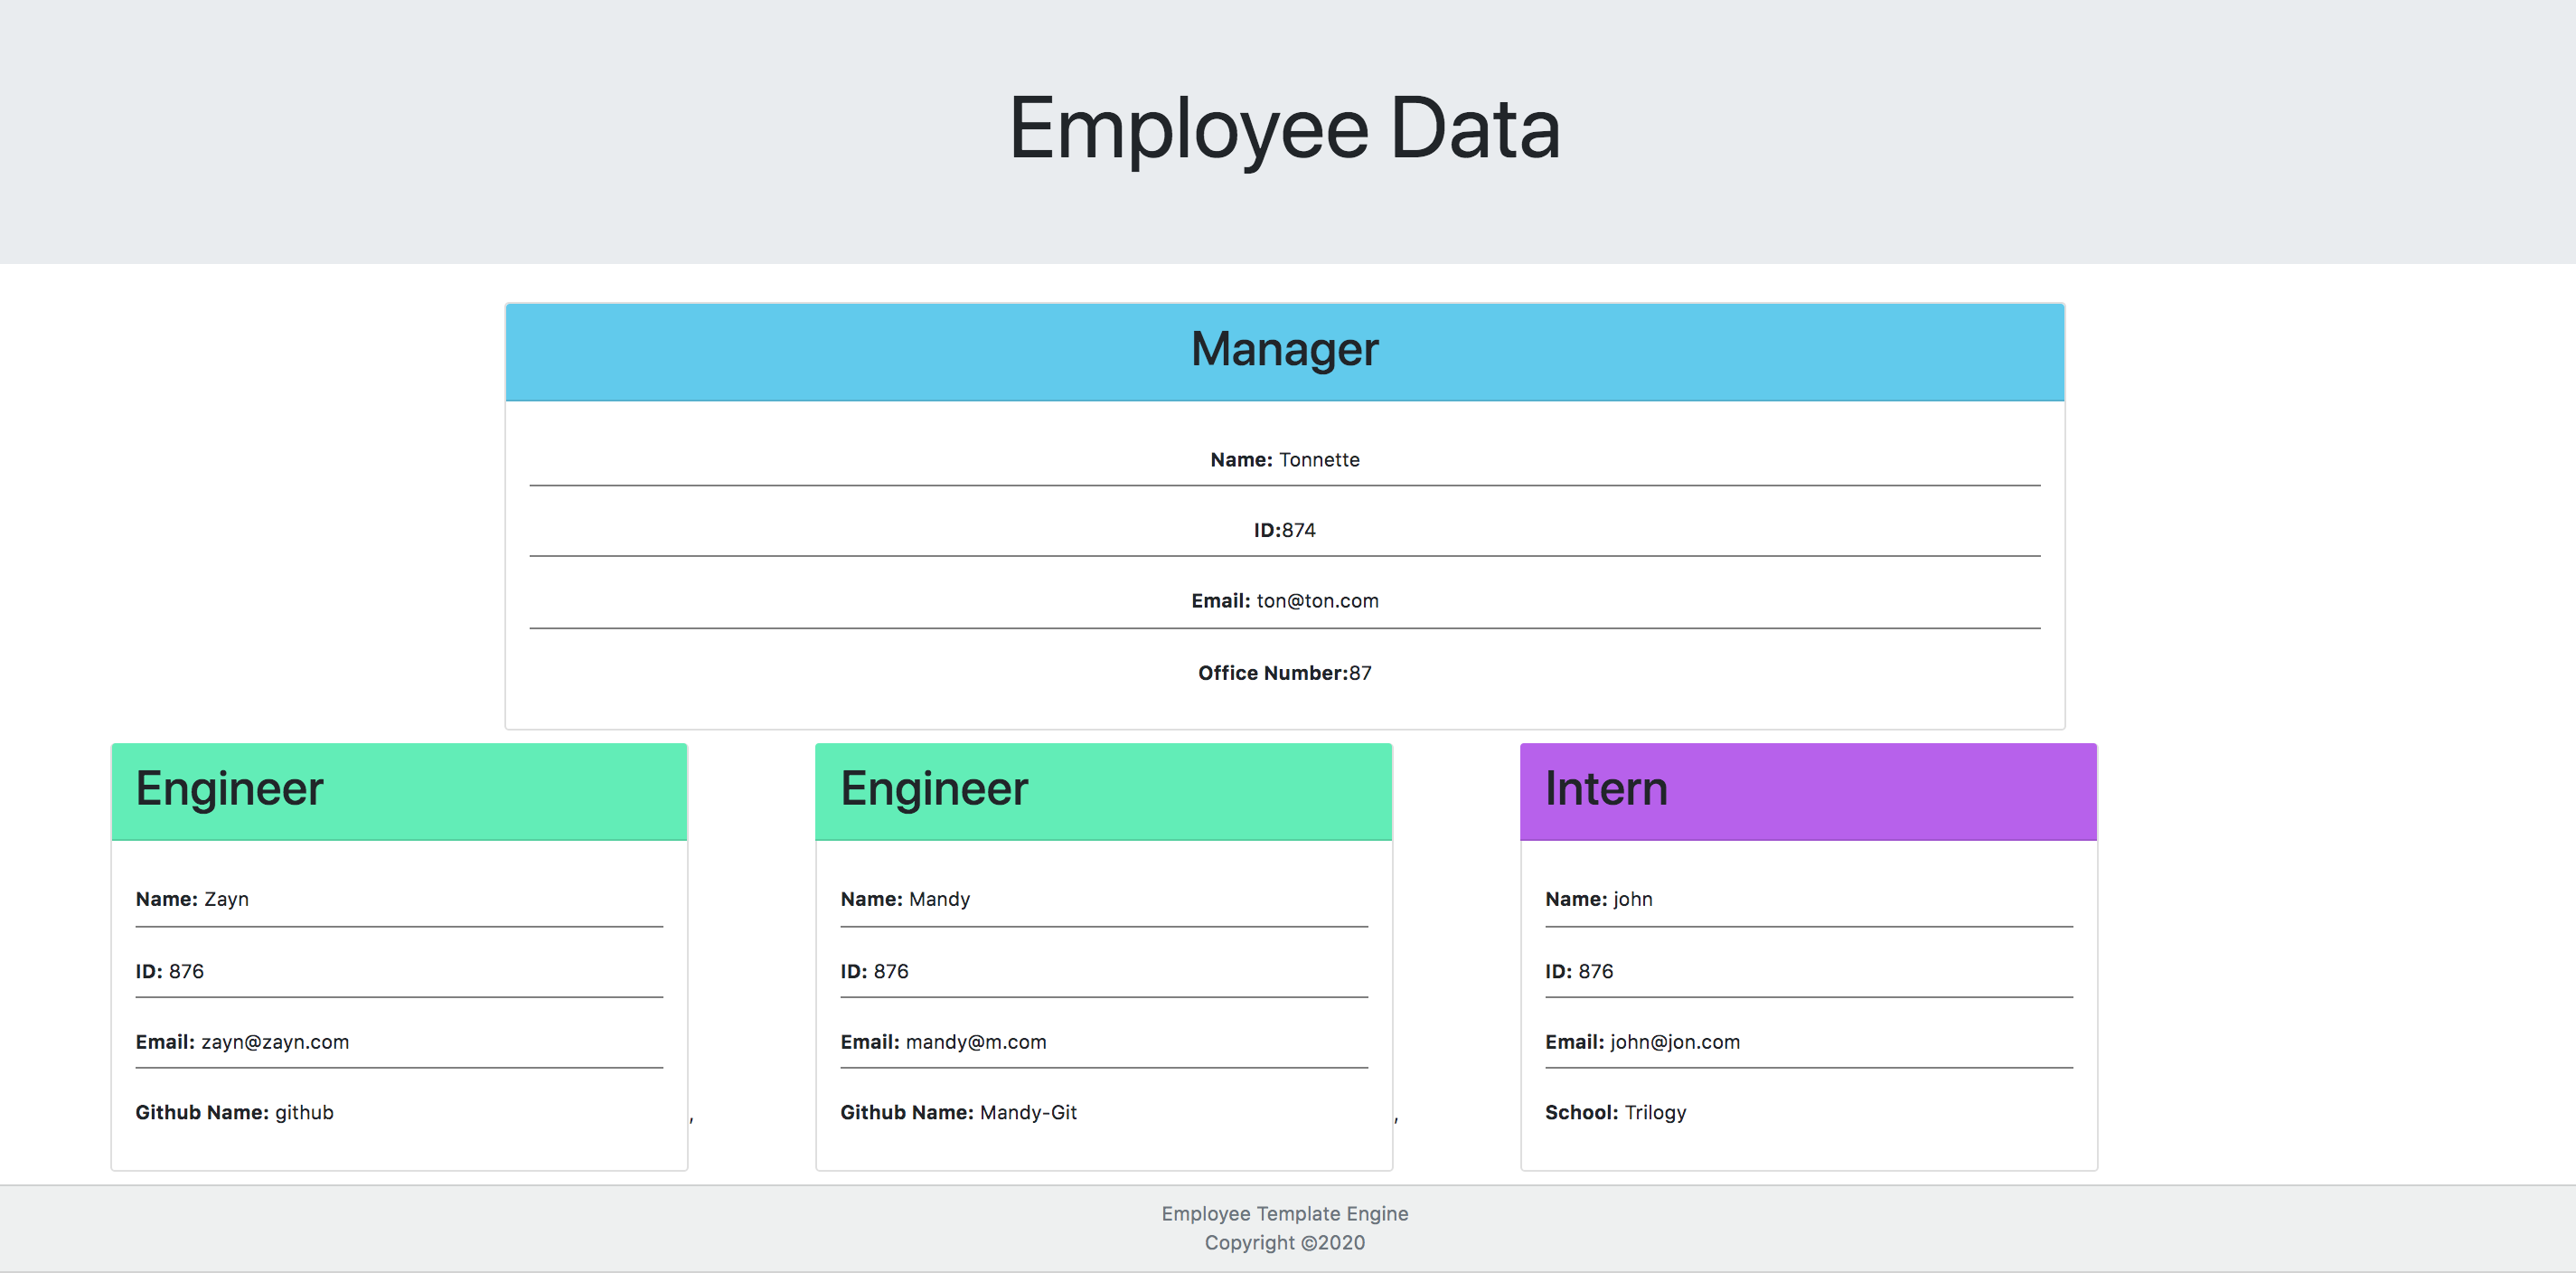 Employee Data
Manager
Name: Tonnette
ID:874
Email: ton@ton.com
Office Number:87
Engineer
Name: Zayn
ID: 876
Email: zayn@zayn.com
Github Name: github
,
Engineer
Name: Mandy
ID: 876
Email: mandy@m.com
Github Name: Mandy-Git
,
Intern
Name: john
ID: 876
Email: john@jon.com
School: Trilogy
Employee Template Engine
Copyright ©2020